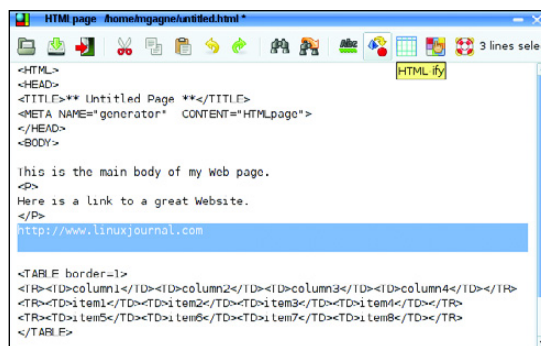 HTMLpage /home/mgagne/untitled.html *
Abc
3 lines sele
HTML ify
<HTML>
<HEAD>
<TITLE>** Untitled Page **</TITLE>
<META NAME="generator" CONTENT="HTMLpage">
</HEAD>
<BODY>
This is the main body of my Web page.
<P>
Here is a link to a great Website.
</P>
http://www.linuxjournal.com
<TABLE border=1>
<TR><TD>column1</TD><TD>column2</TD><TD>column3</TD><TD>column4</TD></TR>
<TR><TD>item1</TD><TD>item2</TD><TD>item3</TD><TD>item4</TD></TR>
<TR><TD>item5</TD><TD>item6</TD><TD>item7</TD><TD>item8</TD></TR>
</TABLE>